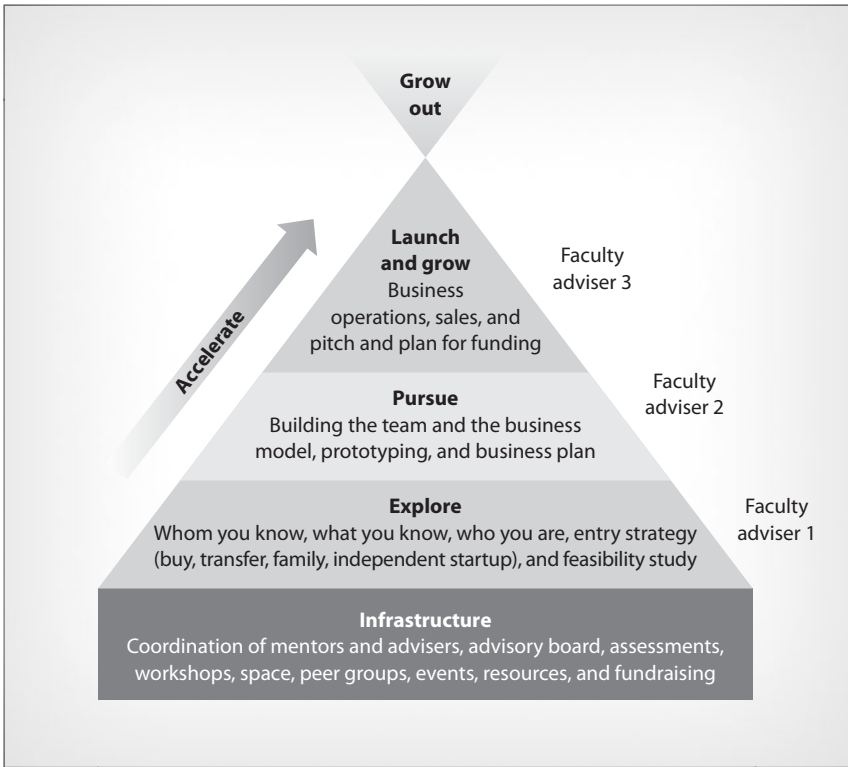 Grow
out
Launch
and grow
Business
operations, sales, and
pitch and plan for funding
Faculty
adviser 3
Accelerate
Pursue
Building the team and the business
model, prototyping, and business plan
Faculty
adviser 2
Explore
Whom you know, what you know, who you are, entry strategy
(buy, transfer, family, independent startup), and feasibility study
Faculty
adviser 1
Infrastructure
Coordination of mentors and advisers, advisory board, assessments,
workshops, space, peer groups, events, resources, and fundraising